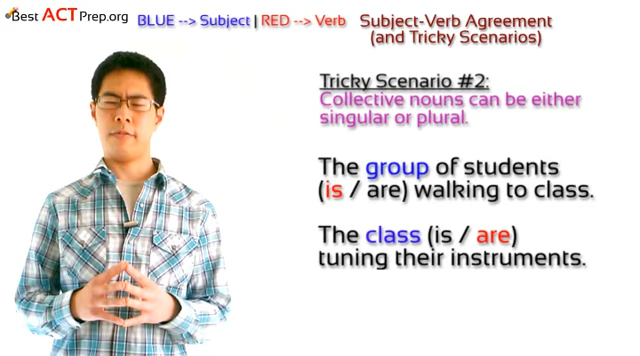 Best ACT Prep.org
BLUE --> Subject | RED --> Verb
Subject-Verb Agreement
(and Tricky Scenarios)
Tricky Scenario #2:
Collective nouns can be either
singular or plural.
The group of students
(is / are) walking to class.
The class (is / are)
tuning their instruments.